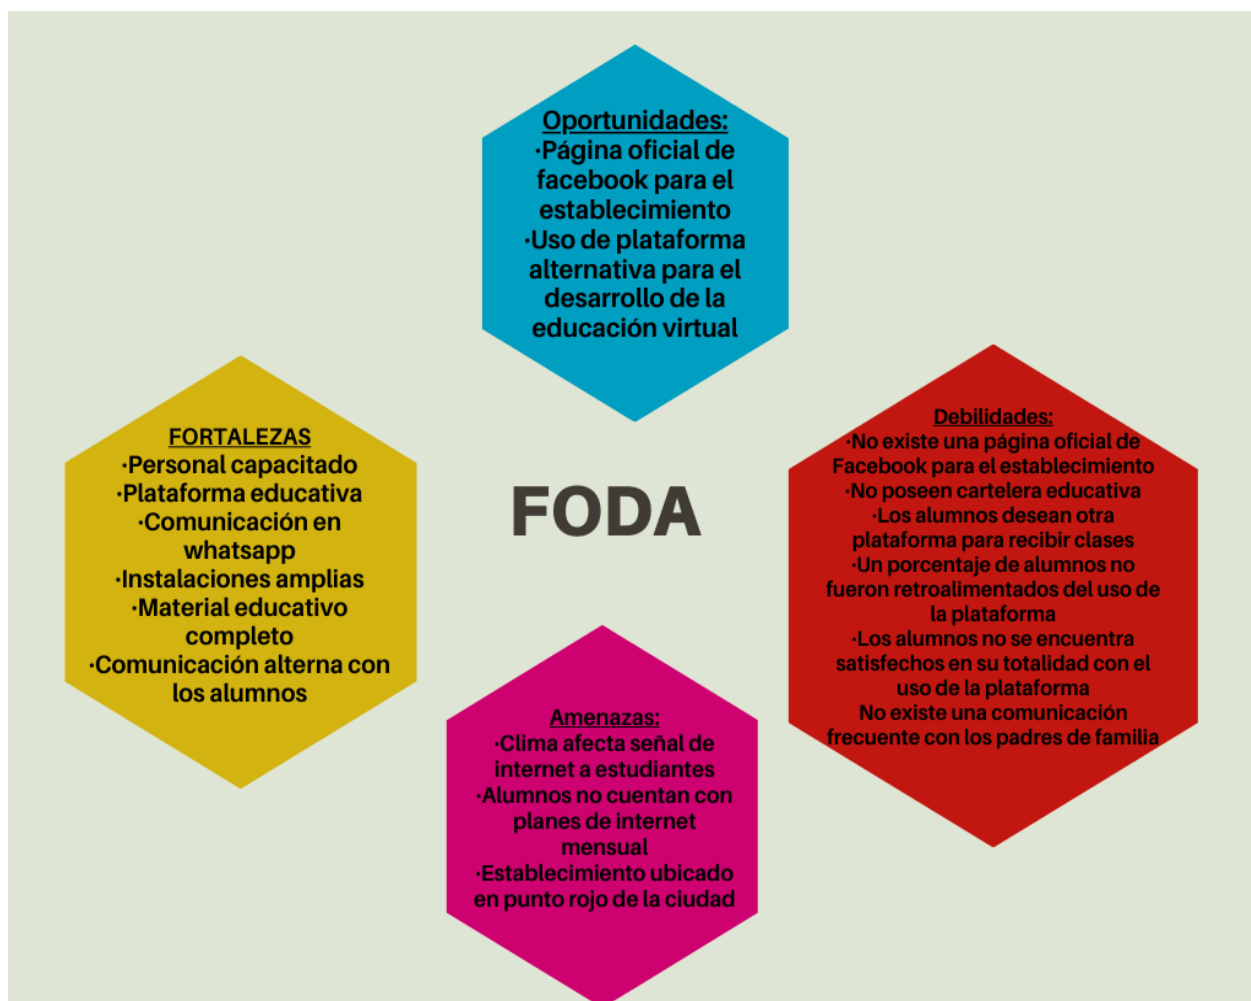 Oportunidades:
·Página oficial de
facebook para el
establecimiento
·Uso de plataforma
alternativa para el
desarrollo de la
educación virtual
FORTALEZAS
·Personal capacitado
·Plataforma educativa
·Comunicación en
whatsapp
·Instalaciones amplias
·Material educativo
completo
·Comunicación alterna con
los alumnos
FODA
Debilidades:
·No existe una página oficial de
Facebook para el establecimiento
·No poseen cartelera educativa
·Los alumnos desean otra
plataforma para recibir clases
·Un porcentaje de alumnos no
fueron retroalimentados del uso de
la plataforma
·Los alumnos no se encuentra
satisfechos en su totalidad con el
uso de la plataforma
No existe una comunicación
frecuente con los padres de familia
Amenazas:
·Clima afecta señal de
internet a estudiantes
·Alumnos no cuentan con
planes de internet
mensual
·Establecimiento ubicado
en punto rojo de la ciudad